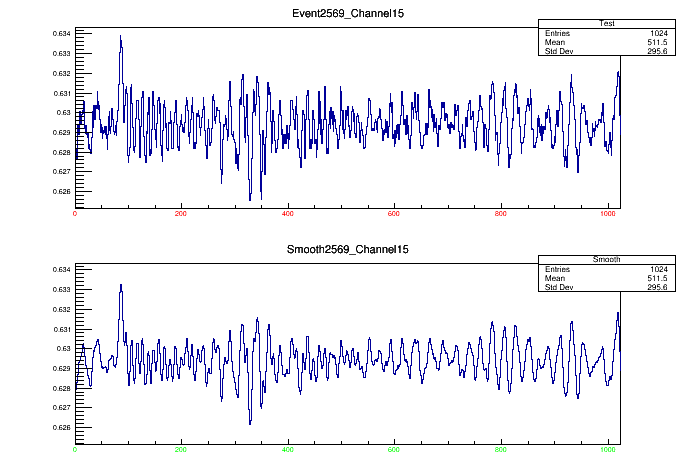 Event2569_Channel15
Test
Entries 1024
Mean 511.5
Std Dev 295.6
0.634
0.633
0.632
0.631
0.63
0.629
0.628
0.627
0.626
0 200 400 600 800 1000
Smooth2569_Channel15
Smooth
Entries 1024
Mean 511.5
Std Dev 295.6
0.634
0.633
0.632
0.631
0.63
0.629
0.628
0.627
0.626
0 200 400 600 800 1000